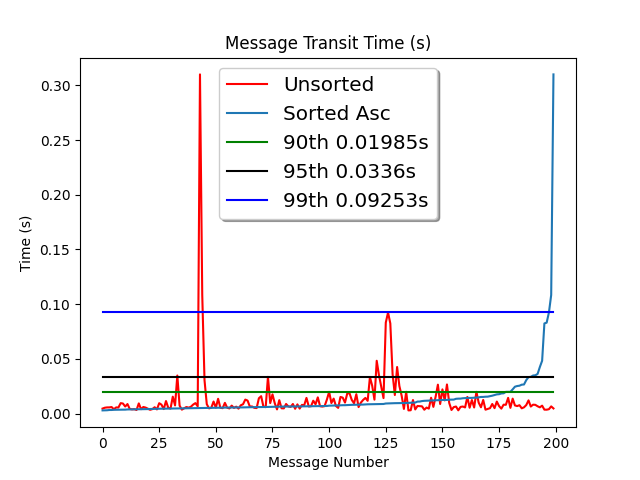 Message Transit Time (s)
Unsorted
Sorted Asc
90th 0.01985s
95th 0.0336s
99th 0.09253s
Time (s)
0.30
0.25
0.20
0.15
0.10
0.05
0.00
0 25 50 75 100 125 150 175 200
Message Number